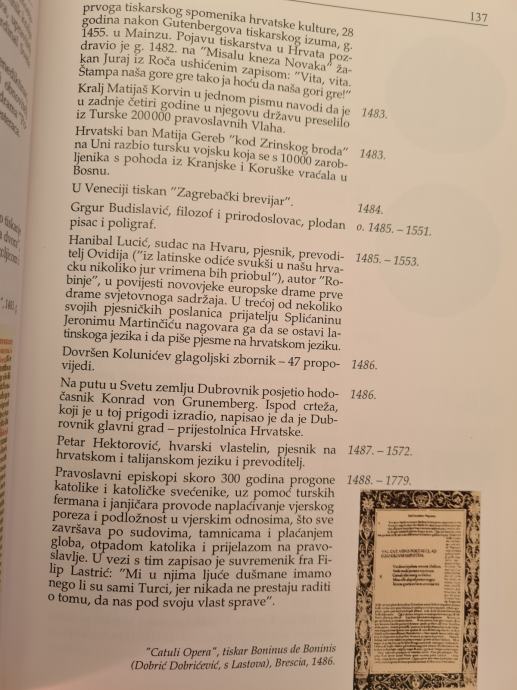 137
prvoga tiskarskog spomenika hrvatske kulture, 28
godina nakon Gutenbergova tiskarskog izuma, g.
1455. u Mainzu. Pojavu tiskarstva u Hrvata poz-
dravio je g. 1482. na "Misalu kneza Novaka" ža-
kan Juraj iz Roča ushićenim zapisom: "Vita, vita.
Štampa naša gore gre tako ja hoću da naša gori gre!"
Kralj Matijaš Korvin u jednom pismu navodi da je
u zadnje četiri godine u njegovu državu preselilo
iz Turske 200000 pravoslavnih Vlaha.
1483.
Hrvatski ban Matija Gereb "kod Zrinskog broda"
na Uni razbio tursku vojsku koja se s 10000 zarob-
ljenika s pohoda iz Kranjske i Koruške vraćala u
Bosnu.
1483.
U Veneciji tiskan "Zagrebački brevijar".
1484.
Grgur Budislavić, filozof i prirodoslovac, plodan
pisac i poligraf.
o. 1485. – 1551.
Hanibal Lucić, sudac na Hvaru, pjesnik, prevodi-
telj Ovidija ("iz latinske odiće svukši u našu hrva-
cku nikoliko jur vrimena bih priobul"), autor "Ro-
binje", u povijesti novovjeke europske drame prve
drame svjetovnoga sadržaja. U trećoj od nekoliko
svojih pjesničkih poslanica prijatelju Splićaninu
Jeronimu Martinčiću nagovara ga da se ostavi la-
tinskoga jezika i da piše pjesme na hrvatskom jeziku.
1485. – 1553.
Dovršen Kolunićev glagoljski zbornik – 47 propo-
vijedi.
1486.
Na putu u Svetu zemlju Dubrovnik posjetio hodo-
časnik Konrad von Grunemberg. Ispod crteža,
koji je u toj prigodi izradio, napisao je da je Dub-
rovnik glavni grad – prijestolnica Hrvatske.
1486.
Petar Hektorović, hvarski vlastelin, pjesnik na
hrvatskom i talijanskom jeziku i prevoditelj.
1487. – 1572.
Pravoslavni episkopi skoro 300 godina progone
katolike i katoličke svećenike, uz pomoć turskih
fermana i janjičara provode naplaćivanje vjerskog
poreza i podložnost u vjerskim odnosima, što sve
završava po sudovima, tamnicama i plaćanjem
globa, otpadom katolika i prijelazom na pravo-
slavlje. U vezi s tim zapisao je suvremenik fra Fi-
lip Lastrić: "Mi u njima ljuće dušmane imamo
nego li su sami Turci, jer nikada ne prestaju raditi
o tomu, da nas pod svoju vlast sprave".
1488. – 1779.
"Catuli Opera", tiskar Boninus de Boninis
(Dobrić Dobrićević, s Lastova), Brescia, 1486.